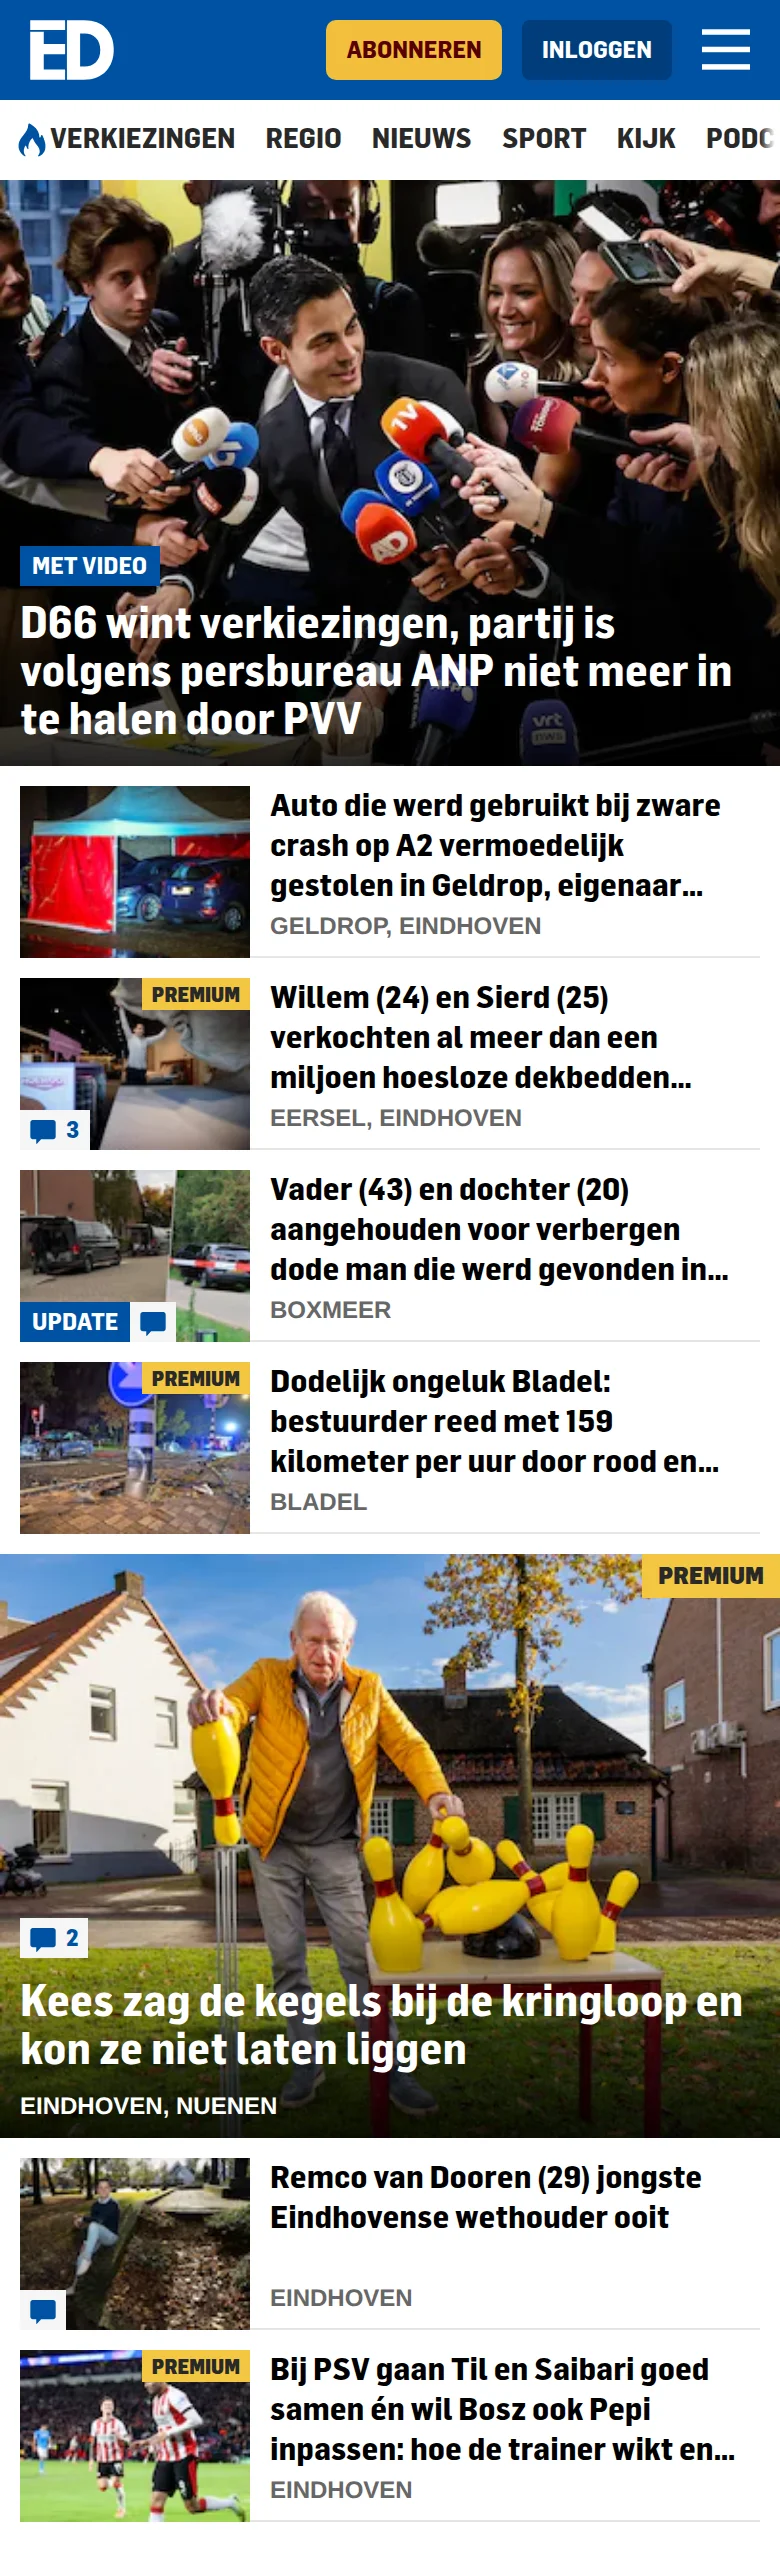 ED
ABONNEREN
INLOGGEN
VERKIEZINGEN REGIO NIEUWS SPORT KIJK PODC
TV
AD
vrt
nws
MET VIDEO
D66 wint verkiezingen, partij is
volgens persbureau ANP niet meer in
te halen door PVV
Auto die werd gebruikt bij zware
crash op A2 vermoedelijk
gestolen in Geldrop, eigenaar...
GELDROP, EINDHOVEN
PREMIUM
3
Willem (24) en Sierd (25)
verkochten al meer dan een
miljoen hoesloze dekbedden...
EERSEL, EINDHOVEN
UPDATE
Vader (43) en dochter (20)
aangehouden voor verbergen
dode man die werd gevonden in...
BOXMEER
PREMIUM
Dodelijk ongeluk Bladel:
bestuurder reed met 159
kilometer per uur door rood en...
BLADEL
PREMIUM
2
Kees zag de kegels bij de kringloop en
kon ze niet laten liggen
EINDHOVEN, NUENEN
Remco van Dooren (29) jongste
Eindhovense wethouder ooit
EINDHOVEN
PREMIUM
Bij PSV gaan Til en Saibari goed
samen én wil Bosz ook Pepi
inpassen: hoe de trainer wikt en...
EINDHOVEN